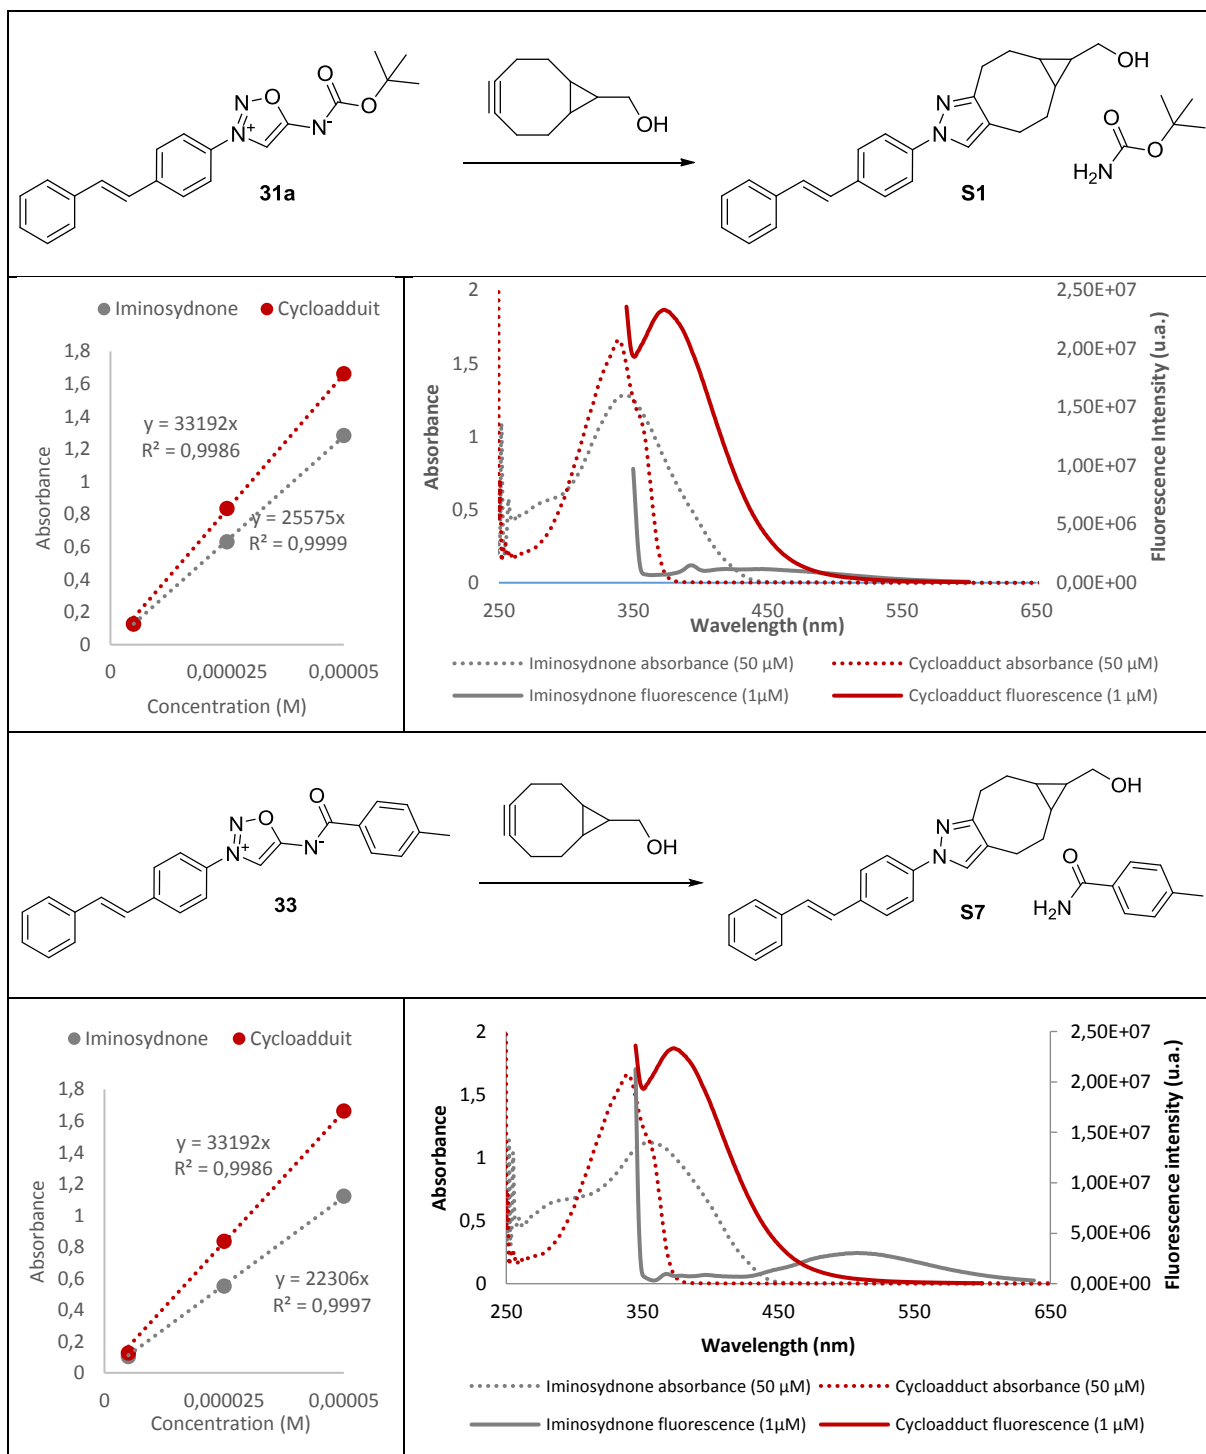 O
N
O
N
N+
N-
O
31a
OH
OH
N
N
O
H2N
O
S1
Iminosydnone Cycloadduit
1,8
1,6
1,4
1,2
1
0,8
0,6
0,4
0,2
0
y = 33192x
R² = 0,9986
y = 25575x
R² = 0,9999
Absorbance
0 0,000025 0,00005
Concentration (M)
2
1,5
1
0,5
0
Absorbance
2,50E+07
2,00E+07
1,50E+07
1,00E+07
5,00E+06
0,00E+00
Fluorescence Intensity (u.a.)
250 350 450 550 650
Wavelength (nm)
Iminosydnone absorbance (50 µM) Cycloadduct absorbance (50 µM)
Iminosydnone fluorescence (1µM) Cycloadduct fluorescence (1 µM)
O
O
N
N+
N-
33
OH
OH
N
N
O
H2N
S7
Iminosydnone Cycloadduit
1,8
1,6
1,4
1,2
1
0,8
0,6
0,4
0,2
0
y = 33192x
R² = 0,9986
y = 22306x
R² = 0,9997
Absorbance
0 0,000025 0,00005
Concentration (M)
2
1,5
1
0,5
0
Absorbance
2,50E+07
2,00E+07
1,50E+07
1,00E+07
5,00E+06
0,00E+00
Fluorescence intensity (u.a.)
250 350 450 550 650
Wavelength (nm)
Iminosydnone absorbance (50 µM) Cycloadduct absorbance (50 µM)
Iminosydnone fluorescence (1µM) Cycloadduct fluorescence (1 µM)